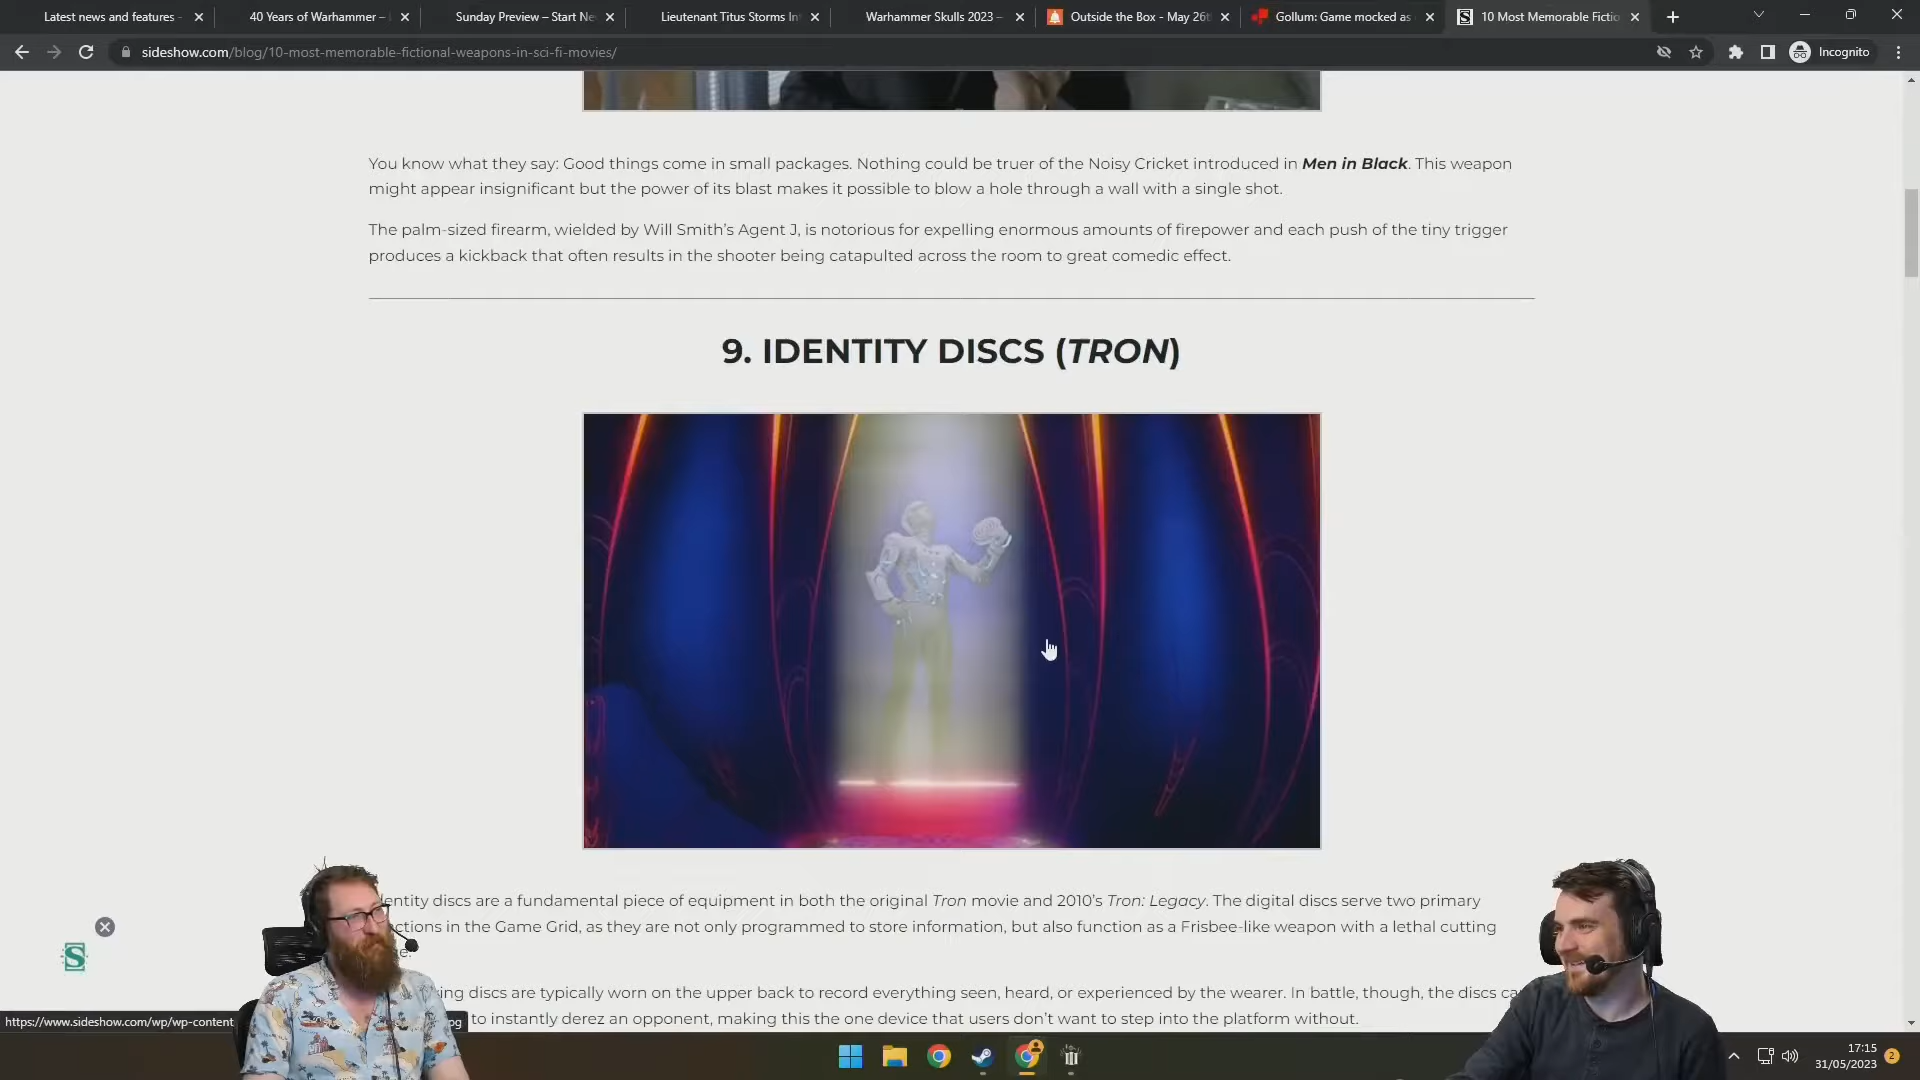 Latest news and features -
40 Years of Warhammer –
Sunday Preview – Start Ne
Lieutenant Titus Storms In
Warhammer Skulls 2023 –
Outside the Box - May 26t
Gollum: Game mocked as
10 Most Memorable Fictio
sideshow.com/blog/10-most-memorable-fictional-weapons-in-sci-fi-movies/
Incognito
You know what they say: Good things come in small packages. Nothing could be truer of the Noisy Cricket introduced in Men in Black. This weapon
might appear insignificant but the power of its blast makes it possible to blow a hole through a wall with a single shot.
The palm-sized firearm, wielded by Will Smith's Agent J, is notorious for expelling enormous amounts of firepower and each push of the tiny trigger
produces a kickback that often results in the shooter being catapulted across the room to great comedic effect.
9. IDENTITY DISCS (TRON)
entity discs are a fundamental piece of equipment in both the original Tron movie and 2010's Tron: Legacy. The digital discs serve two primary
ctions in the Game Grid, as they are not only programmed to store information, but also function as a Frisbee-like weapon with a lethal cutting
discs are typically worn on the upper back to record everything seen, heard, or experienced by the wearer. In battle, though, the discs ca
to instantly derez an opponent, making this the one device that users don't want to step into the platform without.
S
https://www.sideshow.com/wp/wp-content
pg
17:15
31/05/2023
2